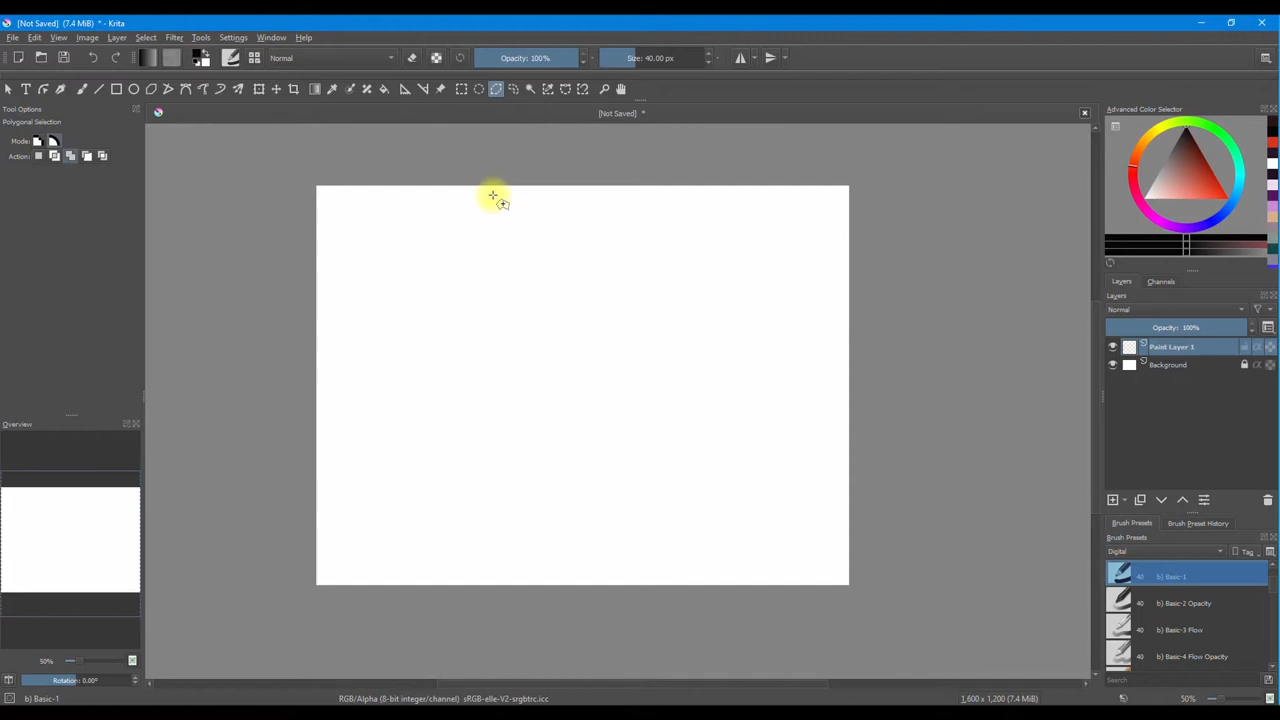 [Not Saved] (7.4 MiB) * - Krita
File Edit View Image Layer Select Filter Tools Settings Window Help
Normal Opacity: 100% Size: 40.00 px
Tool Options
Polygonal Selection
Mode:
Action:
[Not Saved] *
Overview
50%
Rotation: 0.00°
b) Basic-1
RGB/Alpha (8-bit integer/channel) sRGB-elle-V2-srgbtrc.icc
1,600 x 1,200 (7.4 MiB)
50%
Advanced Color Selector
Layers Channels
Layers
Normal
Opacity: 100%
Paint Layer 1
Background
Brush Presets Brush Preset History
Brush Presets
Digital Tag
40 b) Basic-1
40 b) Basic-2 Opacity
40 b) Basic-3 Flow
40 b) Basic-4 Flow Opacity
Search